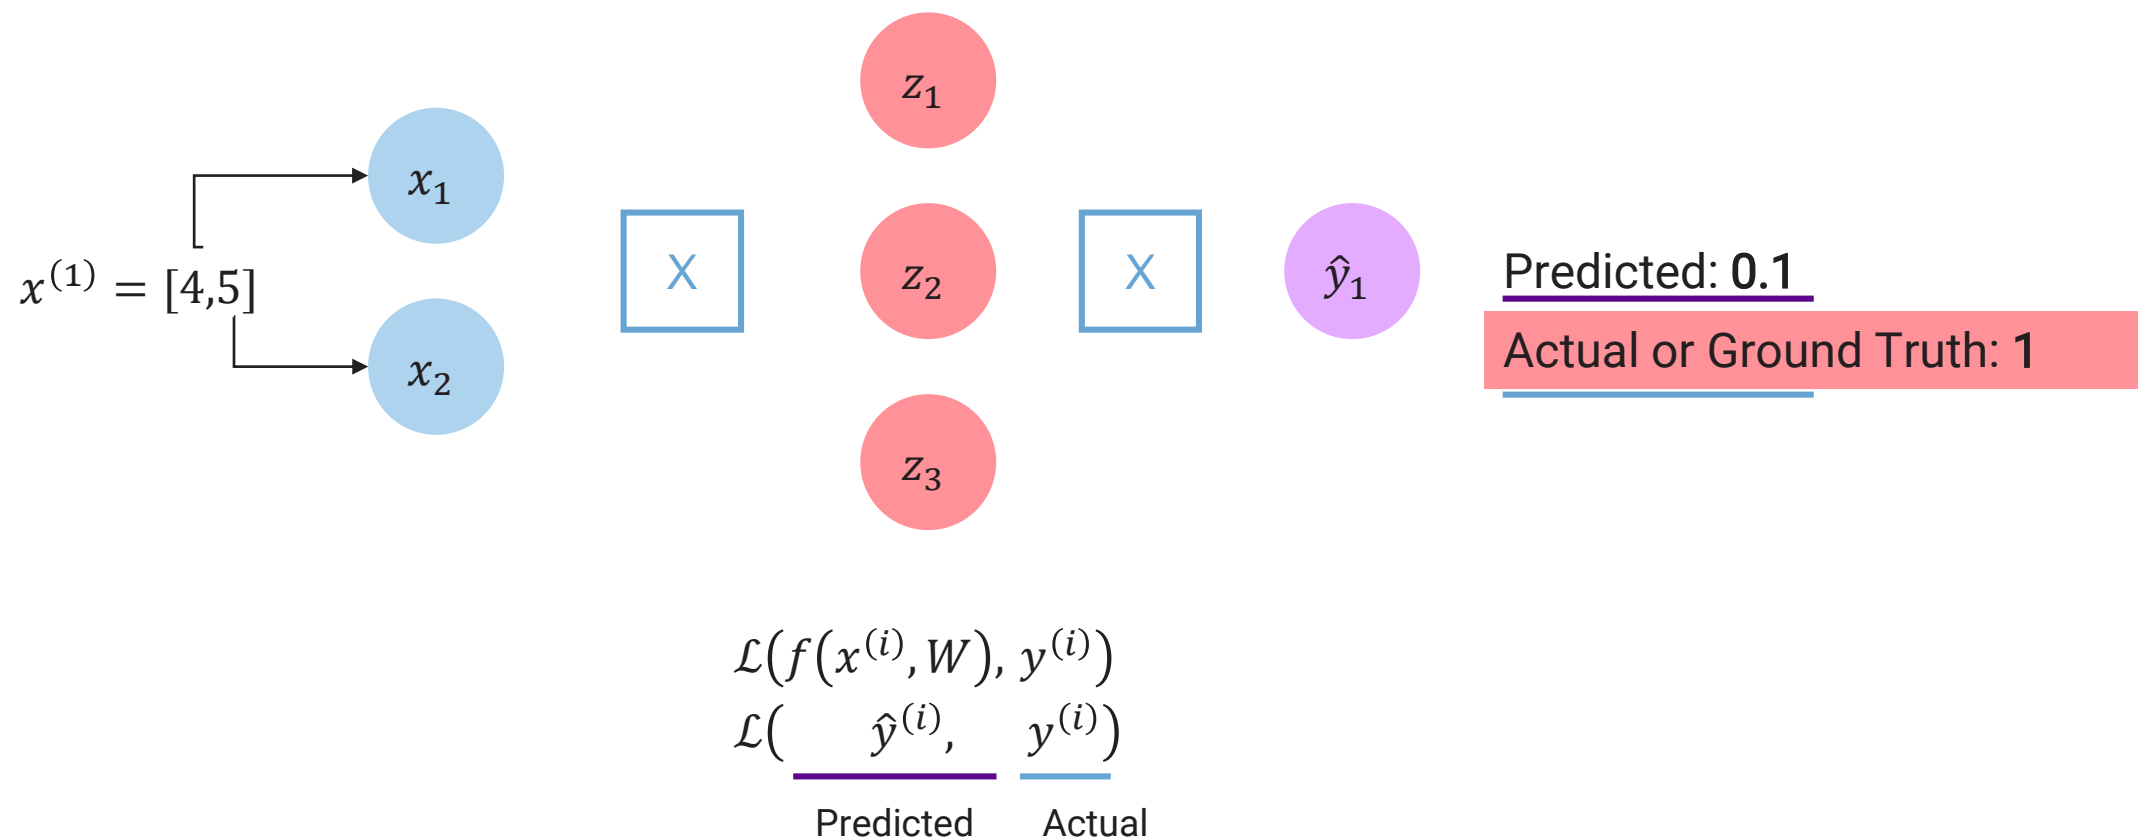 z₁
x₁
x⁽¹⁾ = [4,5]
X
z₂
X
ŷ₁
Predicted: 0.1
Actual or Ground Truth: 1
x₂
z₃
ℒ(f(x⁽ⁱ⁾, W), y⁽ⁱ⁾)
ℒ( ŷ⁽ⁱ⁾, y⁽ⁱ⁾)
Predicted Actual